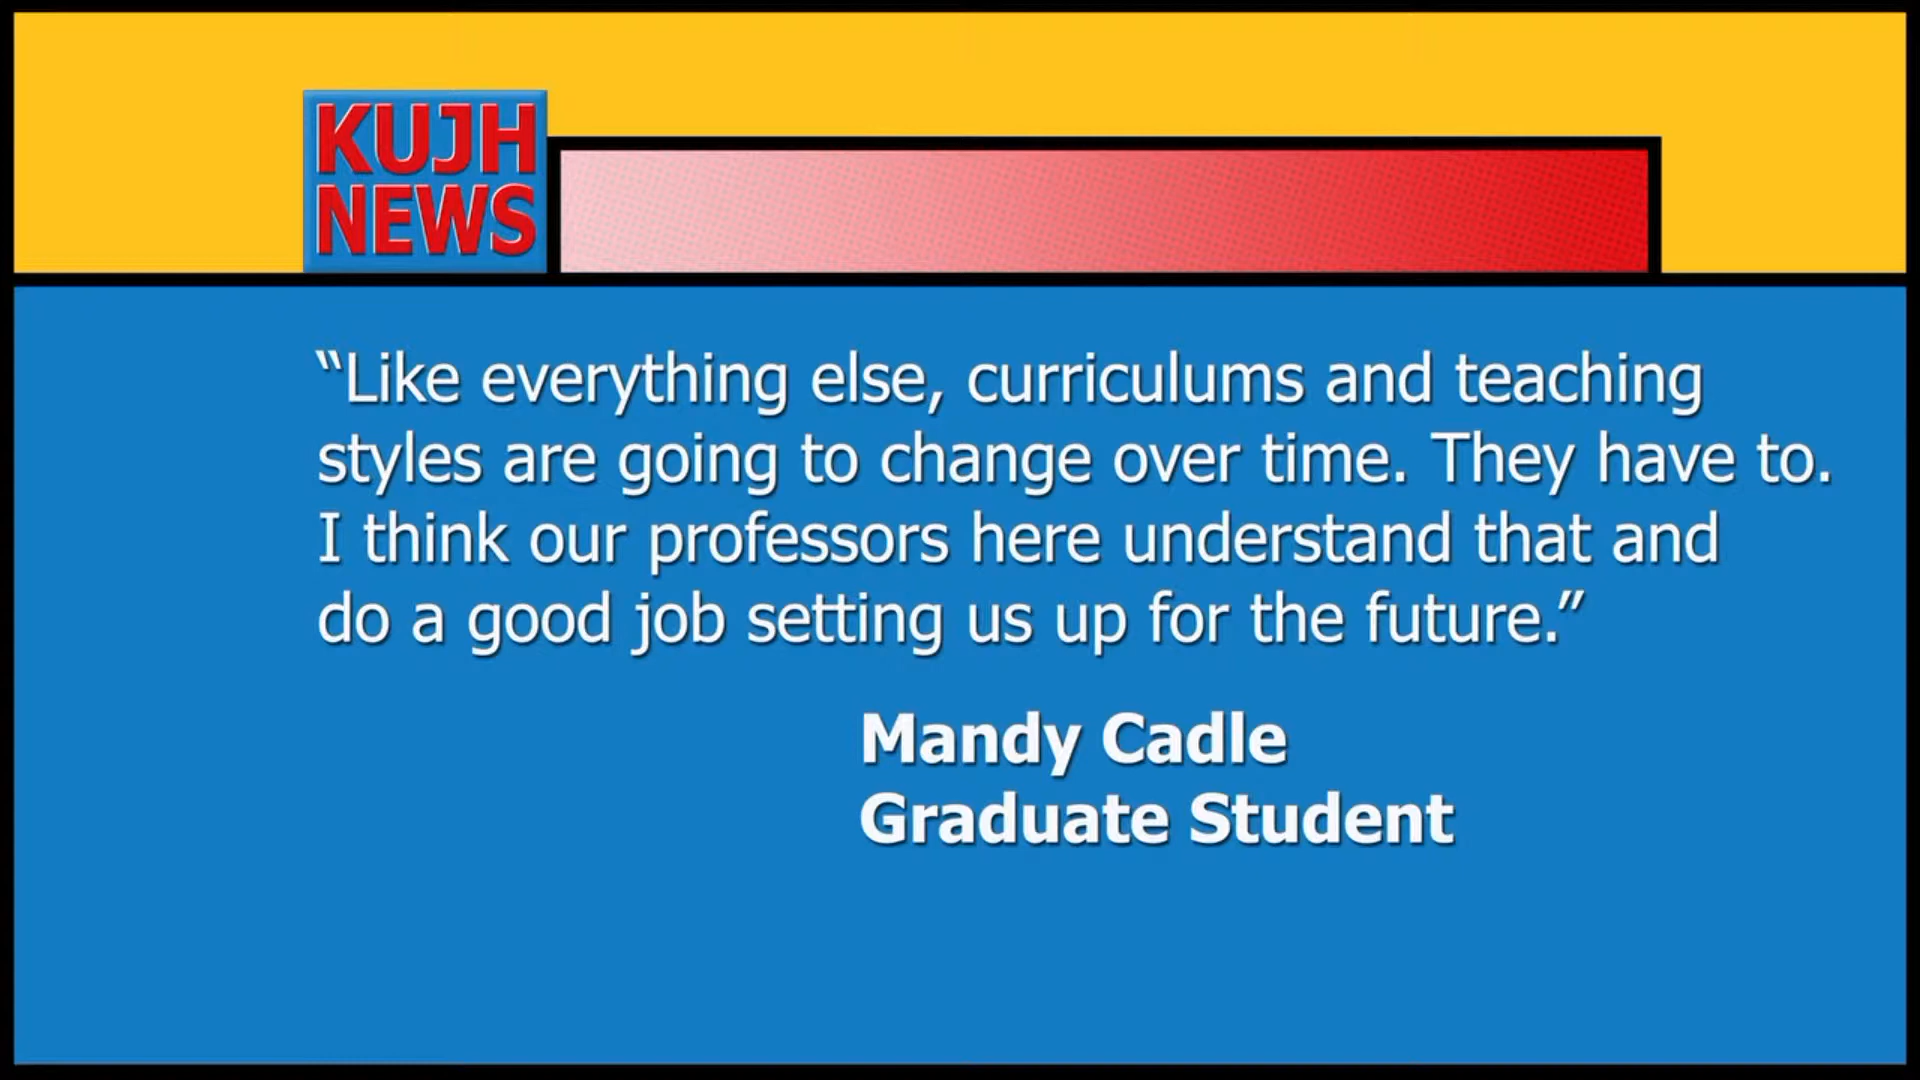 KUJH
NEWS
“Like everything else, curriculums and teaching
styles are going to change over time. They have to.
I think our professors here understand that and
do a good job setting us up for the future.”
Mandy Cadle
Graduate Student